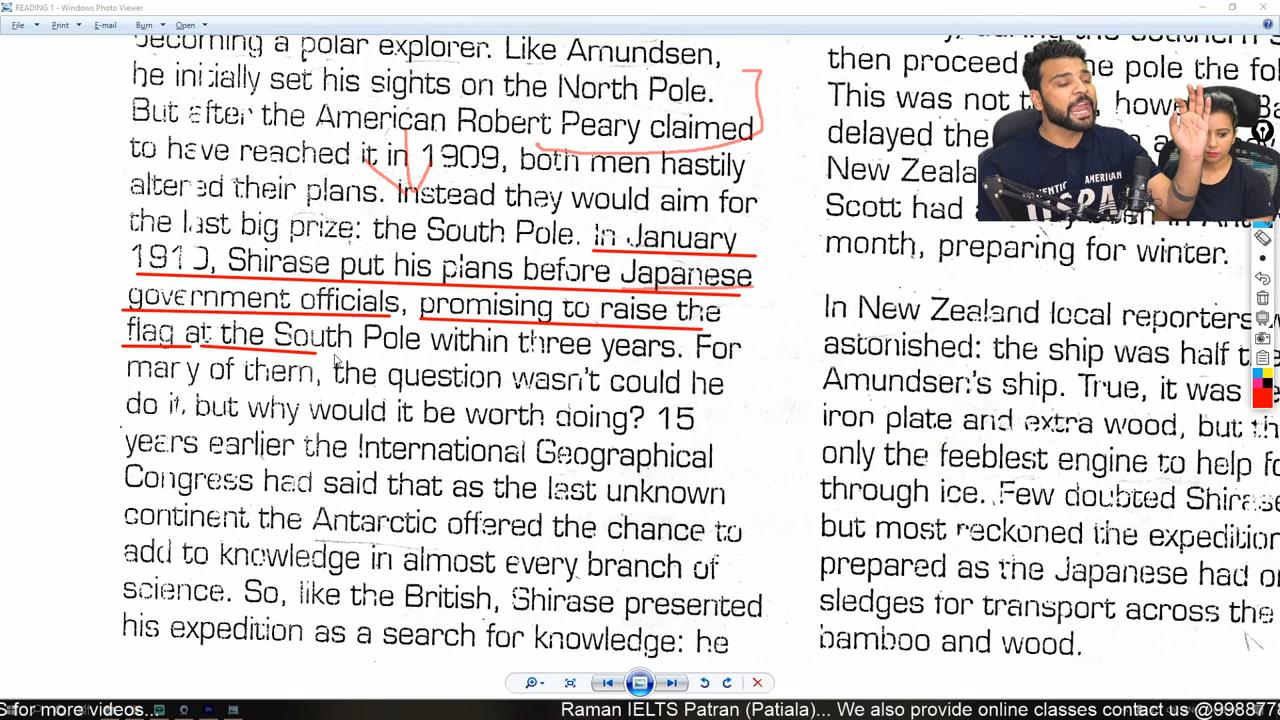 READING 1 - Windows Photo Viewer
File Print E-mail Burn Open
becoming a polar explorer. Like Amundsen,
he initially set his sights on the North Pole.
But after the American Robert Peary claimed
to have reached it in 1909, both men hastily
altered their plans. Instead they would aim for
the last big prize: the South Pole. In January
1910, Shirase put his plans before Japanese
government officials, promising to raise the
flag at the South Pole within three years. For
many of them, the question wasn't could he
do it, but why would it be worth doing? 15
years earlier the International Geographical
Congress had said that as the last unknown
continent the Antarctic offered the chance to
add to knowledge in almost every branch of
science. So, like the British, Shirase presented
his expedition as a search for knowledge: he
then proceed pole the
This was not
delayed the
New
Scott had
month, preparing for winter.
In New Zealand local reporters
astonished: the ship was half
Amundsen's ship. True, it was
iron plate and extra wood, but
only the feeblest engine to help
through ice. Few doubted
but most reckoned the
prepared as the Japanese had
sledges for transport across the
bamboo and wood.
AUTHENTIC AMERICAN
USPA
S for more videos... Raman IELTS Patran (Patiala)... We also provide online classes contact us @9988778